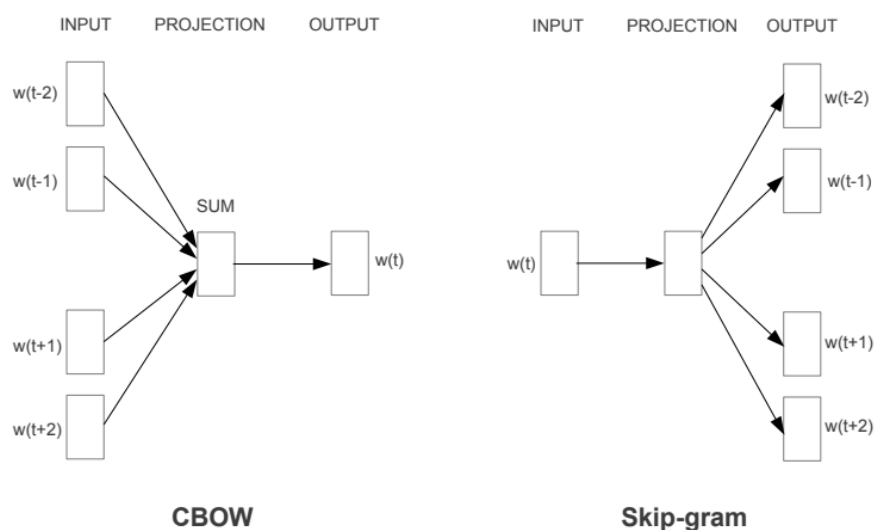 INPUT PROJECTION OUTPUT
w(t-2)
w(t-1)
SUM
w(t)
w(t+1)
w(t+2)
CBOW
INPUT PROJECTION OUTPUT
w(t-2)
w(t-1)
w(t)
w(t+1)
w(t+2)
Skip-gram